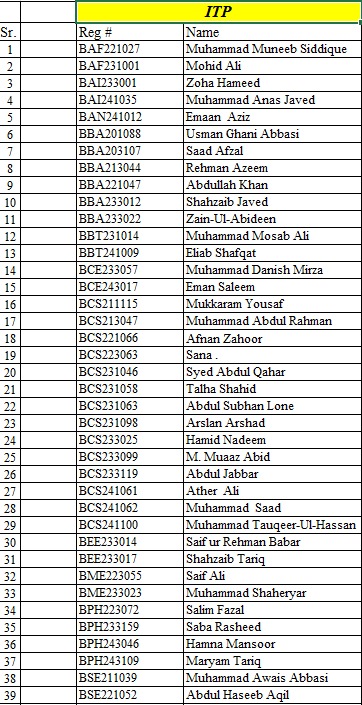 ITP
Sr. Reg # Name
1 BAF221027 Muhammad Muneeb Siddique
2 BAF231001 Mohid Ali
3 BAI233001 Zoha Hameed
4 BAI241035 Muhammad Anas Javed
5 BAN241012 Emaan Aziz
6 BBA201088 Usman Ghani Abbasi
7 BBA203107 Saad Afzal
8 BBA213044 Rehman Azeem
9 BBA221047 Abdullah Khan
10 BBA233012 Shahzaib Javed
11 BBA233022 Zain-Ul-Abideen
12 BBT231014 Muhammad Mosab Ali
13 BBT241009 Eliab Shafqat
14 BCE233057 Muhammad Danish Mirza
15 BCE243017 Eman Saleem
16 BCS211115 Mukkaram Yousaf
17 BCS213047 Muhammad Abdul Rahman
18 BCS221066 Afnan Zahoor
19 BCS223063 Sana .
20 BCS231046 Syed Abdul Qahar
21 BCS231058 Talha Shahid
22 BCS231063 Abdul Subhan Lone
23 BCS231098 Arslan Arshad
24 BCS233025 Hamid Nadeem
25 BCS233099 M. Muaaz Abid
26 BCS233119 Abdul Jabbar
27 BCS241061 Ather Ali
28 BCS241062 Muhammad Saad
29 BCS241100 Muhammad Tauqeer-Ul-Hassan
30 BEE233014 Saif ur Rehman Babar
31 BEE233017 Shahzaib Tariq
32 BME223055 Saif Ali
33 BME233023 Muhammad Shaheryar
34 BPH223072 Salim Fazal
35 BPH233159 Saba Rasheed
36 BPH243046 Hamna Mansoor
37 BPH243109 Maryam Tariq
38 BSE211039 Muhammad Awais Abbasi
39 BSE221052 Abdul Haseeb Aqil